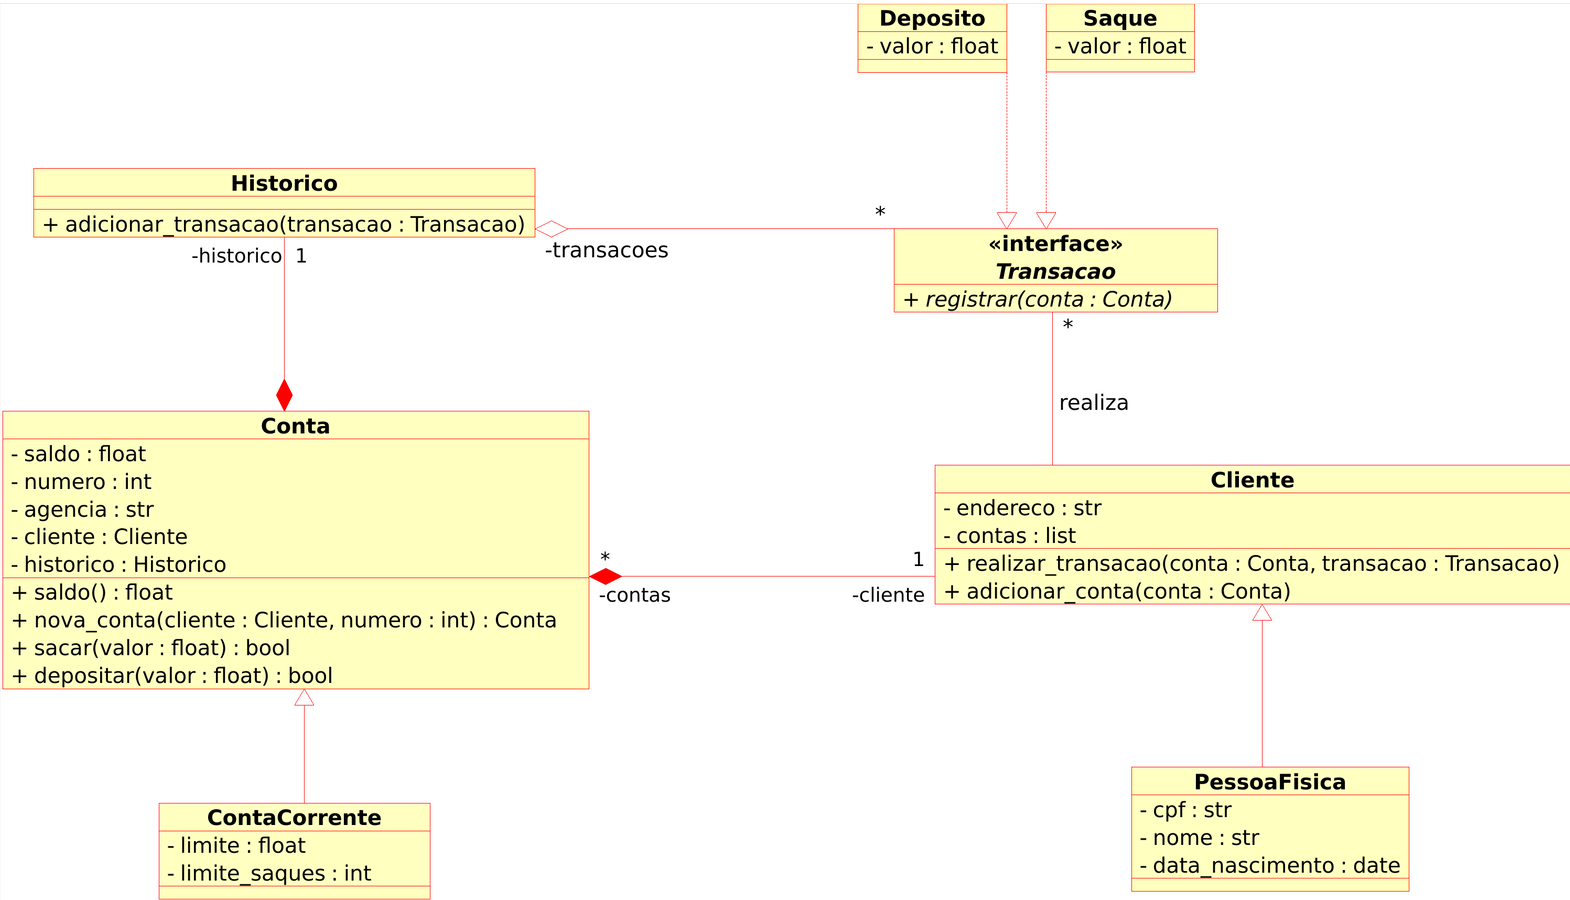 Deposito
- valor : float
Saque
- valor : float
Historico
+ adicionar_transacao(transacao : Transacao)
-historico 1
-transacoes
*
«interface»
Transacao
+ registrar(conta : Conta)
*
realiza
Conta
- saldo : float
- numero : int
- agencia : str
- cliente : Cliente
- historico : Historico
+ saldo() : float
+ nova_conta(cliente : Cliente, numero : int) : Conta
+ sacar(valor : float) : bool
+ depositar(valor : float) : bool
*
-contas
1
-cliente
Cliente
- endereco : str
- contas : list
+ realizar_transacao(conta : Conta, transacao : Transacao)
+ adicionar_conta(conta : Conta)
ContaCorrente
- limite : float
- limite_saques : int
PessoaFisica
- cpf : str
- nome : str
- data_nascimento : date